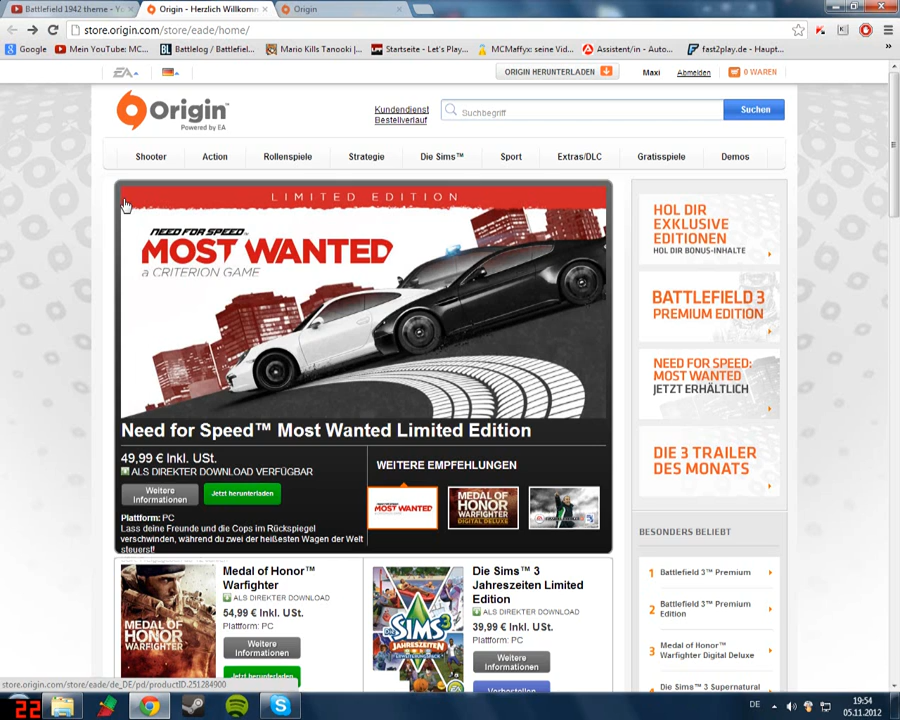 Battlefield 1942 theme - Y
Origin - Herzlich Willkomm
Origin
store.origin.com/store/eade/home/
Google
Mein YouTube: MC...
Battlelog / Battlefiel...
Mario Kills Tanooki |...
Startseite - Let's Play...
MCMaffyx: seine Vid...
Assistent/in - Auto...
fast2play.de - Haupt...
EA
ORIGIN HERUNTERLADEN
Maxi
Abmelden
0 WAREN
Origin™
Powered by EA
Kundendienst
Bestellverlauf
Suchbegriff
Suchen
Shooter
Action
Rollenspiele
Strategie
Die Sims™
Sport
Extras/DLC
Gratisspiele
Demos
LIMITED EDITION
NEED FOR SPEED™
MOST WANTED
a CRITERION GAME
Need for Speed™ Most Wanted Limited Edition
49,99 € Inkl. USt.
ALS DIREKTER DOWNLOAD VERFÜGBAR
Weitere
Informationen
Jetzt herunterladen
Plattform: PC
Lass deine Freunde und die Cops im Rückspiegel
verschwinden, während du zwei der heißesten Wagen der Welt
steuerst!
WEITERE EMPFEHLUNGEN
MOST WANTED
MEDAL OF
HONOR
WARFIGHTER
DIGITAL DELUXE
HOL DIR
EXKLUSIVE
EDITIONEN
HOL DIR BONUS-INHALTE
BATTLEFIELD 3
PREMIUM EDITION
NEED FOR SPEED:
MOST WANTED
JETZT ERHÄLTLICH
DIE 3 TRAILER
DES MONATS
BESONDERS BELIEBT
1 Battlefield 3™ Premium
2 Battlefield 3™ Premium
Edition
3 Medal of Honor™
Warfighter Digital Deluxe
4 Die Sims™ 3 Supernatural
MEDAL OF
HONOR
WARFIGHTER
Medal of Honor™
Warfighter
ALS DIREKTER DOWNLOAD
54,99 € Inkl. USt.
Plattform: PC
Weitere
Informationen
Jetzt herunterladen
Die Sims 3
JAHRESZEITEN
Die Sims™ 3
Jahreszeiten Limited
Edition
ALS DIREKTER DOWNLOAD
39,99 € Inkl. USt.
Plattform: PC
Weitere
Informationen
Vorbestellen
store.origin.com/store/eade/de_DE/pd/productID.251284900
22
DE
19:54
05.11.2012